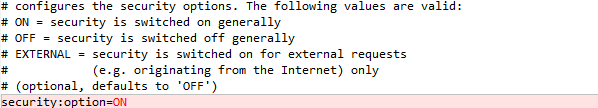 # configures the security options. The following values are valid:
# ON = security is switched on generally
# OFF = security is switched off generally
# EXTERNAL = security is switched on for external requests
#            (e.g. originating from the Internet) only
# (optional, defaults to 'OFF')
security:option=ON